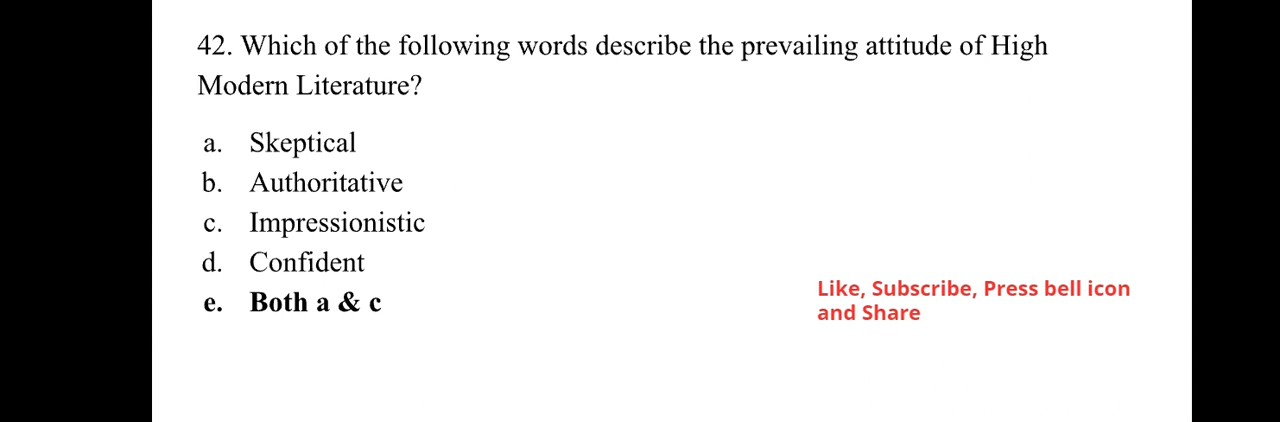 42. Which of the following words describe the prevailing attitude of High
Modern Literature?
a. Skeptical
b. Authoritative
c. Impressionistic
d. Confident
e. Both a & c
Like, Subscribe, Press bell icon
and Share